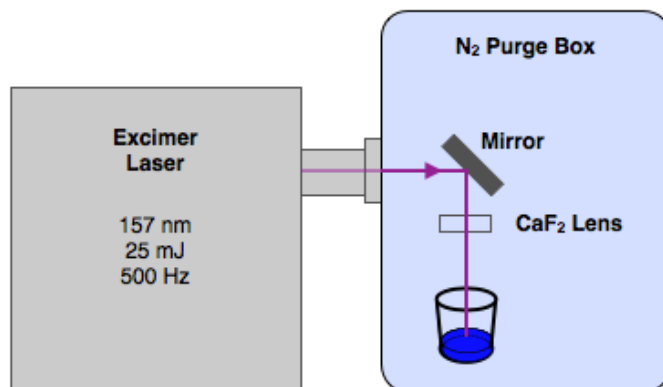 N₂ Purge Box
Excimer
Laser
157 nm
25 mJ
500 Hz
Mirror
CaF₂ Lens